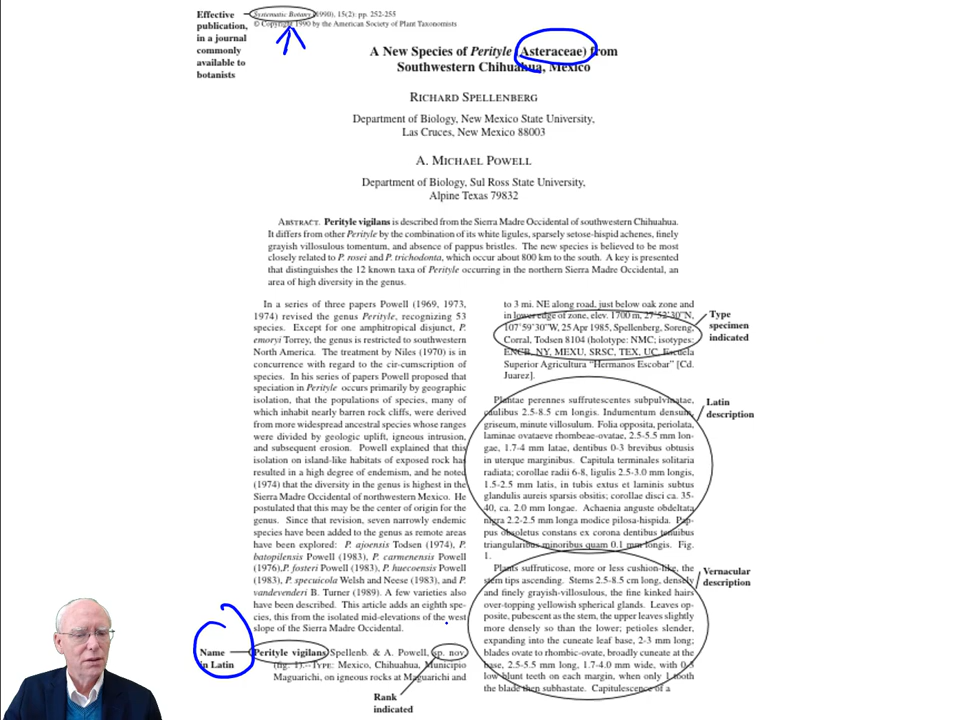 Effective
publication,
in a journal
commonly
available to
botanists
Systematic Botany (1990), 15(2): pp. 252-255
© Copyright 1990 by the American Society of Plant Taxonomists
A New Species of Perityle (Asteraceae) from
Southwestern Chihuahua, Mexico
RICHARD SPELLENBERG
Department of Biology, New Mexico State University,
Las Cruces, New Mexico 88003
A. MICHAEL POWELL
Department of Biology, Sul Ross State University,
Alpine Texas 79832
ABSTRACT. Perityle vigilans is described from the Sierra Madre Occidental of southwestern Chihuahua.
It differs from other Perityle by the combination of its white ligules, sparsely setose-hispid achenes, finely
grayish villosulous tomentum, and absence of pappus bristles. The new species is believed to be most
closely related to P. rosei and P. trichodonta, which occur about 800 km to the south. A key is presented
that distinguishes the 12 known taxa of Perityle occurring in the northern Sierra Madre Occidental, an
area of high diversity in the genus.
In a series of three papers Powell (1969, 1973,
1974) revised the genus Perityle, recognizing 53
species. Except for one amphitropical disjunct, P.
emoryi Torrey, the genus is restricted to southwestern
North America. The treatment by Niles (1970) is in
concurrence with regard to the cir-cumscription of
species. In his series of papers Powell proposed that
speciation in Perityle occurs primarily by geographic
isolation, that the populations of species, many of
which inhabit nearly barren rock cliffs, were derived
from more widespread ancestral species whose ranges
were divided by geologic uplift, igneous intrusion,
and subsequent erosion. Powell explained that this
isolation on island-like habitats of exposed rock has
resulted in a high degree of endemism, and he noted
(1974) that the diversity in the genus is highest in the
Sierra Madre Occidental of northwestern Mexico. He
postulated that this may be the center of origin for the
genus. Since that revision, seven narrowly endemic
species have been added to the genus as remote areas
have been explored: P. ajoensis Todsen (1974), P.
batopilensis Powell (1983), P. carmenensis Powell
(1976),P. fosteri Powell (1983), P. huecoensis Powell
(1983), P. specuicola Welsh and Neese (1983), and P.
vandevenderi B. Turner (1989). A few varieties also
have been described. This article adds an eighth spe-
cies, this from the isolated mid-elevations of the west
slope of the Sierra Madre Occidental.
Name
in Latin
Perityle vigilans Spellenb. & A. Powell, sp. nov.
(fig. 1).–TYPE: Mexico, Chihuahua, Municipio
Maguarichi, on igneous rocks at Maguarichi and
Rank
indicated
to 3 mi. NE along road, just below oak zone and
in lower edge of zone, elev. 1700 m, 27°52'30"N,
107°59'30"W, 25 Apr 1985, Spellenberg, Soreng,
Corral, Todsen 8104 (holotype: NMC; isotypes:
ENCB, NY, MEXU, SRSC, TEX, UC, Escuela
Superior Agricultura “Hermanos Escobar” [Cd.
Juarez].
Type
specimen
indicated
Plantae perennes suffrutescentes subpulvinatae,
caulibus 2.5-8.5 cm longis. Indumentum densum,
griseum, minute villosulum. Folia opposita, periolata,
laminae ovataeve rhombeae-ovatae, 2.5-5.5 mm lon-
gae, 1.7-4 mm latae, dentibus 0-3 brevibus obtusis
in uterque marginibus. Capitula terminales solitaria
radiata; corollae radii 6-8, ligulis 2.5-3.0 mm longis,
1.5-2.5 mm latis, in tubis extus et laminis subtus
glandulis aureis sparsis obsitis; corollae disci ca. 35-
40, ca. 2.0 mm longae. Achaenia anguste obdeltata
nigra 2.2-2.5 mm longa modice pilosa-hispida. Pap-
pus obsoletus constans ex corona dentibus tenuibus
triangularibus minoribus quam 0.1 mm longis. Fig.
1.
Latin
description
Plants suffruticose, more or less cushion-like, the
stem tips ascending. Stems 2.5-8.5 cm long, densely
and finely grayish-villosulous, the fine kinked hairs
over-topping yellowish spherical glands. Leaves op-
posite, pubescent as the stem, the upper leaves slightly
more densely so than the lower; petioles slender,
expanding into the cuneate leaf base, 2-3 mm long;
blades ovate to rhombic-ovate, broadly cuneate at the
base, 2.5-5.5 mm long, 1.7-4.0 mm wide, with 0-3
low blunt teeth on each margin, when only 1 tooth
the blade then subhastate. Capitulescence of a
Vernacular
description